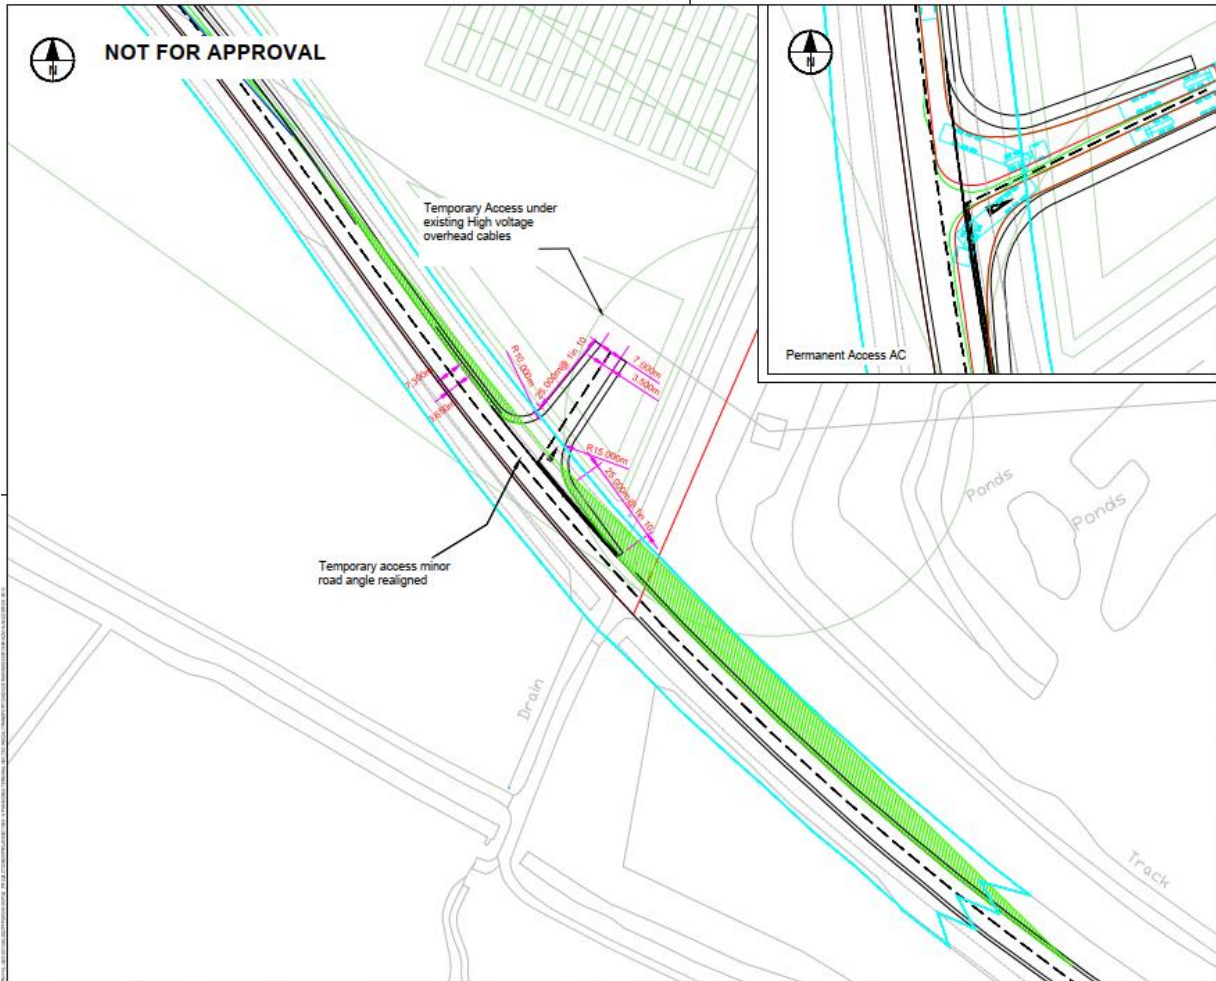 NOT FOR APPROVAL
N
N
Temporary Access under
existing High voltage
overhead cables
Permanent Access AC
R10.000m
25.000m@ 1in 10
7.000m
3.500m
7.300m
3.650m
R15.000m
25.000m@ 1in 10
Ponds
Ponds
Temporary access minor
road angle realigned
Drain
Track